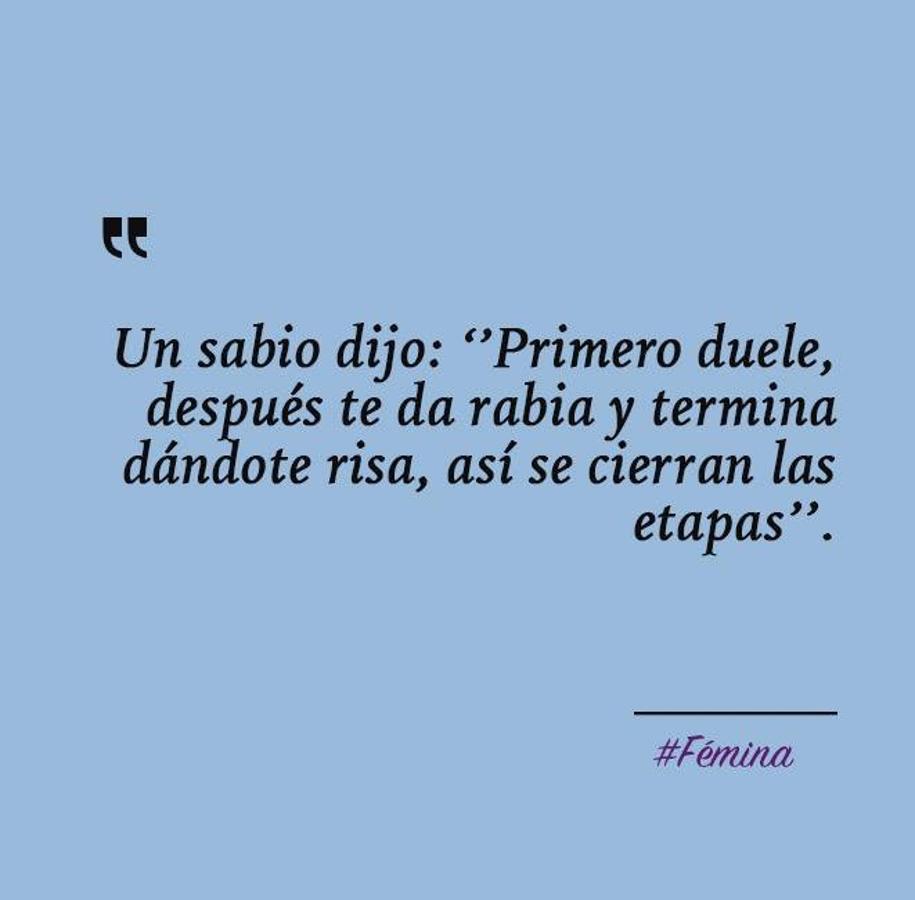 "
Un sabio dijo: ‘’Primero duele,
después te da rabia y termina
dándote risa, así se cierran las
etapas’’.
#Fémina